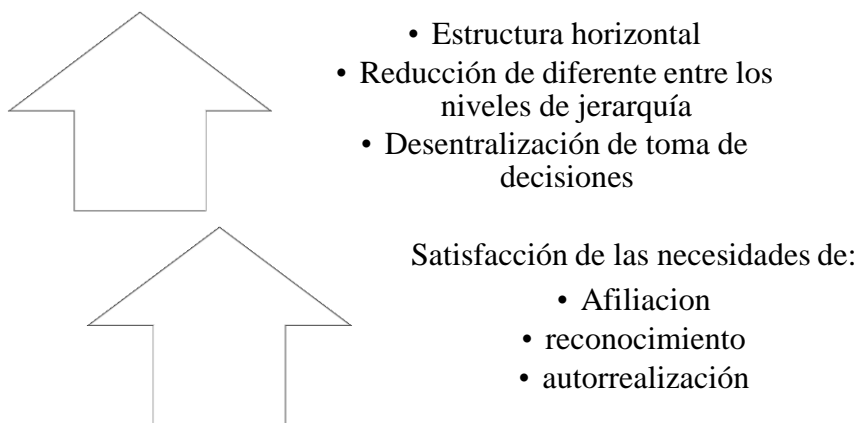 • Estructura horizontal
• Reducción de diferente entre los
niveles de jerarquía
• Desentralización de toma de
decisiones
Satisfacción de las necesidades de:
• Afiliacion
• reconocimiento
• autorrealización